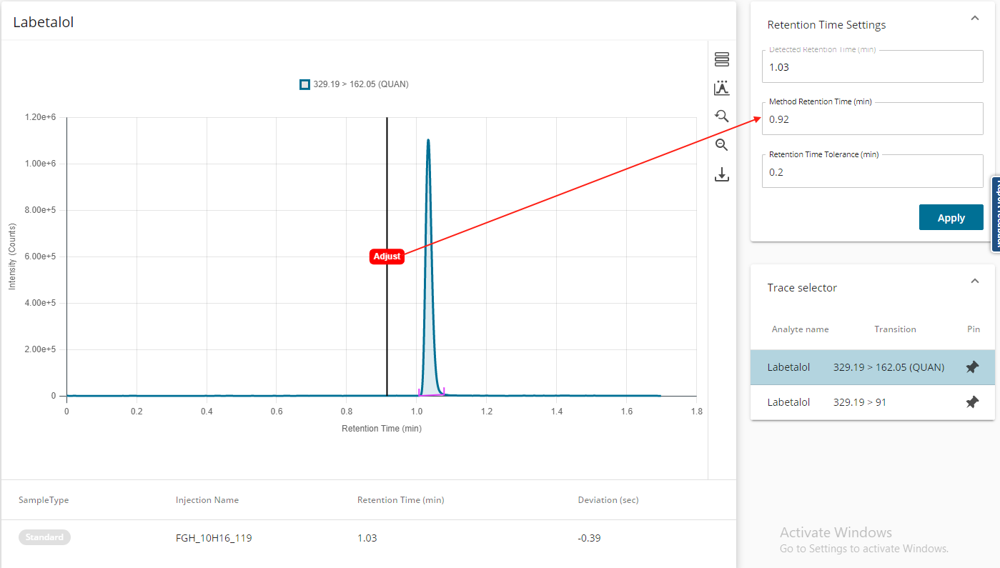 Labetalol
329.19 > 162.05 (QUAN)
1.20e+6
1.00e+6
8.00e+5
6.00e+5
4.00e+5
2.00e+5
0
Intensity (Counts)
Adjust
0 0.2 0.4 0.6 0.8 1.0 1.2 1.4 1.6 1.8
Retention Time (min)
SampleType Injection Name Retention Time (min) Deviation (sec)
Standard FGH_10H16_119 1.03 -0.39
Retention Time Settings
Detected Retention Time (min)
1.03
Method Retention Time (min)
0.92
Retention Time Tolerance (min)
0.2
Apply
Trace selector
Analyte name Transition Pin
Labetalol 329.19 > 162.05 (QUAN)
Labetalol 329.19 > 91
Activate Windows
Go to Settings to activate Windows.